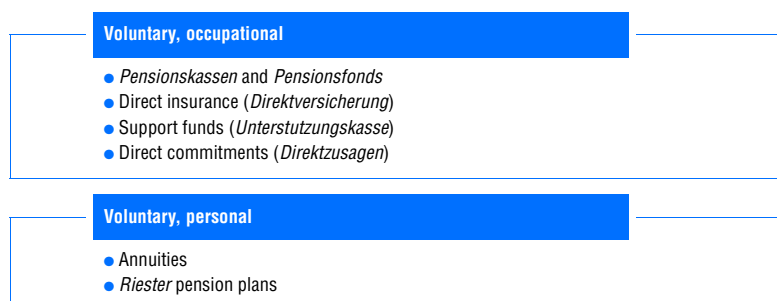 Voluntary, occupational
● Pensionskassen and Pensionsfonds
● Direct insurance (Direktversicherung)
● Support funds (Unterstutzungskasse)
● Direct commitments (Direktzusagen)
Voluntary, personal
● Annuities
● Riester pension plans